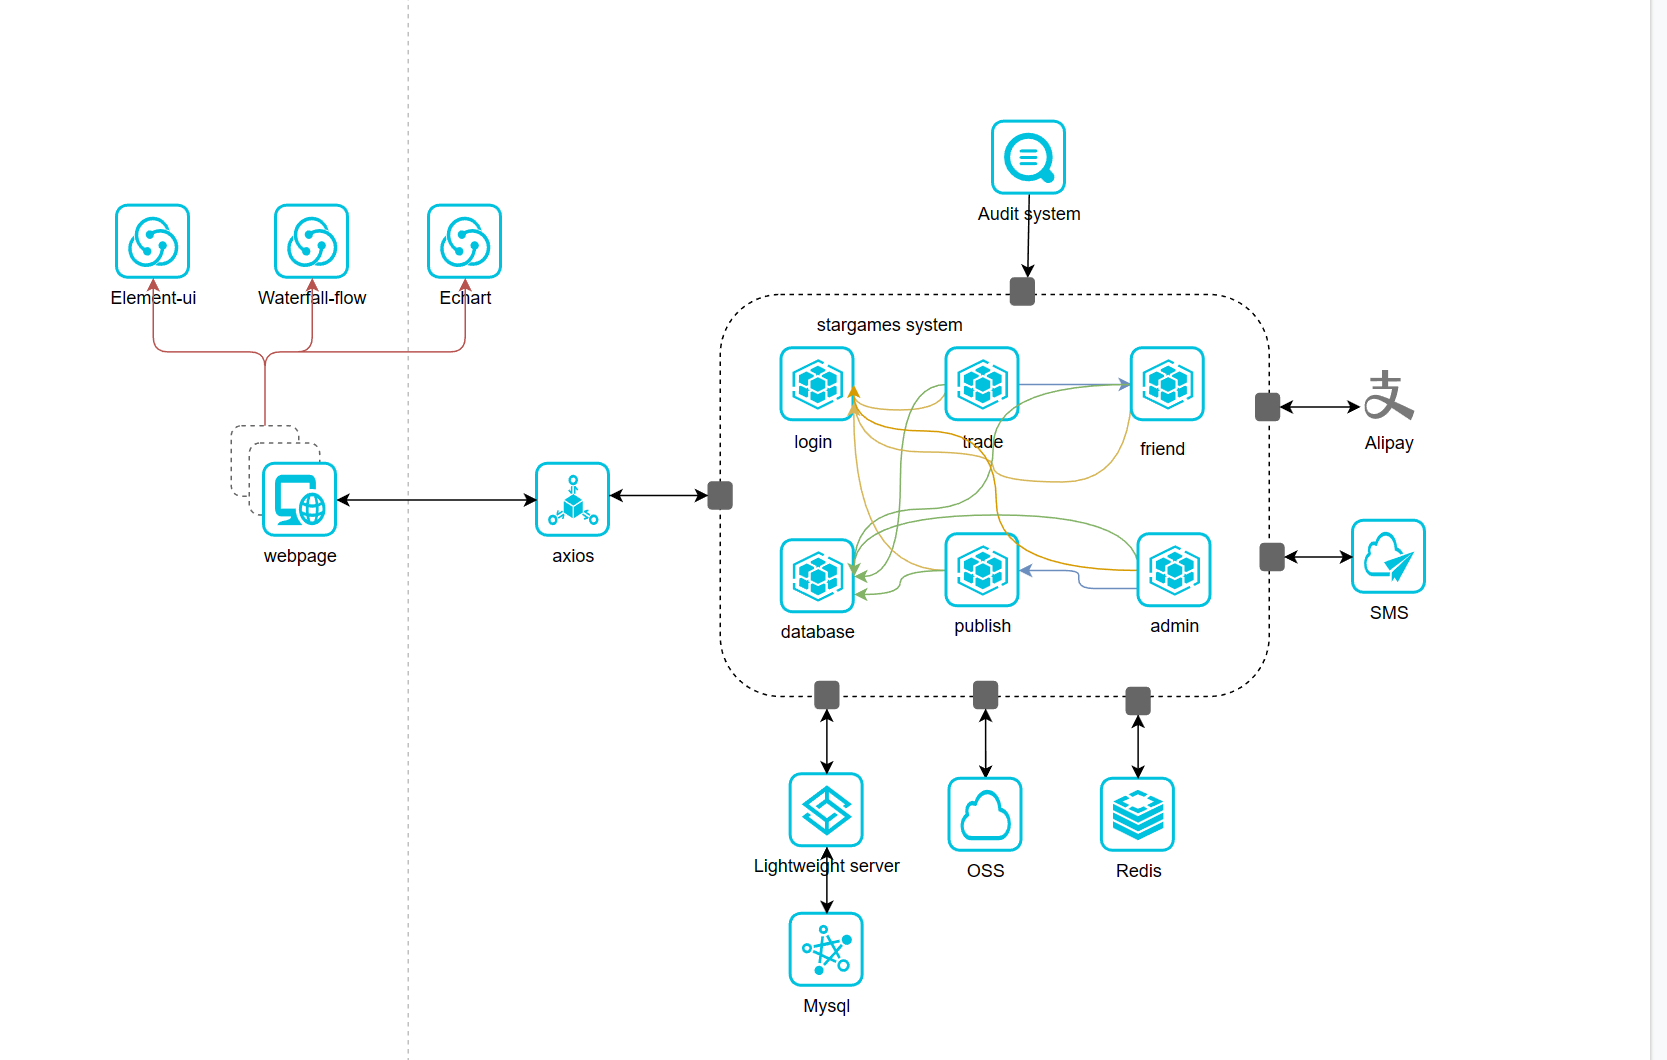 Audit system
Element-ui
Waterfall-flow
Echart
stargames system
login
trade
friend
支
Alipay
webpage
axios
database
publish
admin
SMS
Lightweight server
OSS
Redis
Mysql